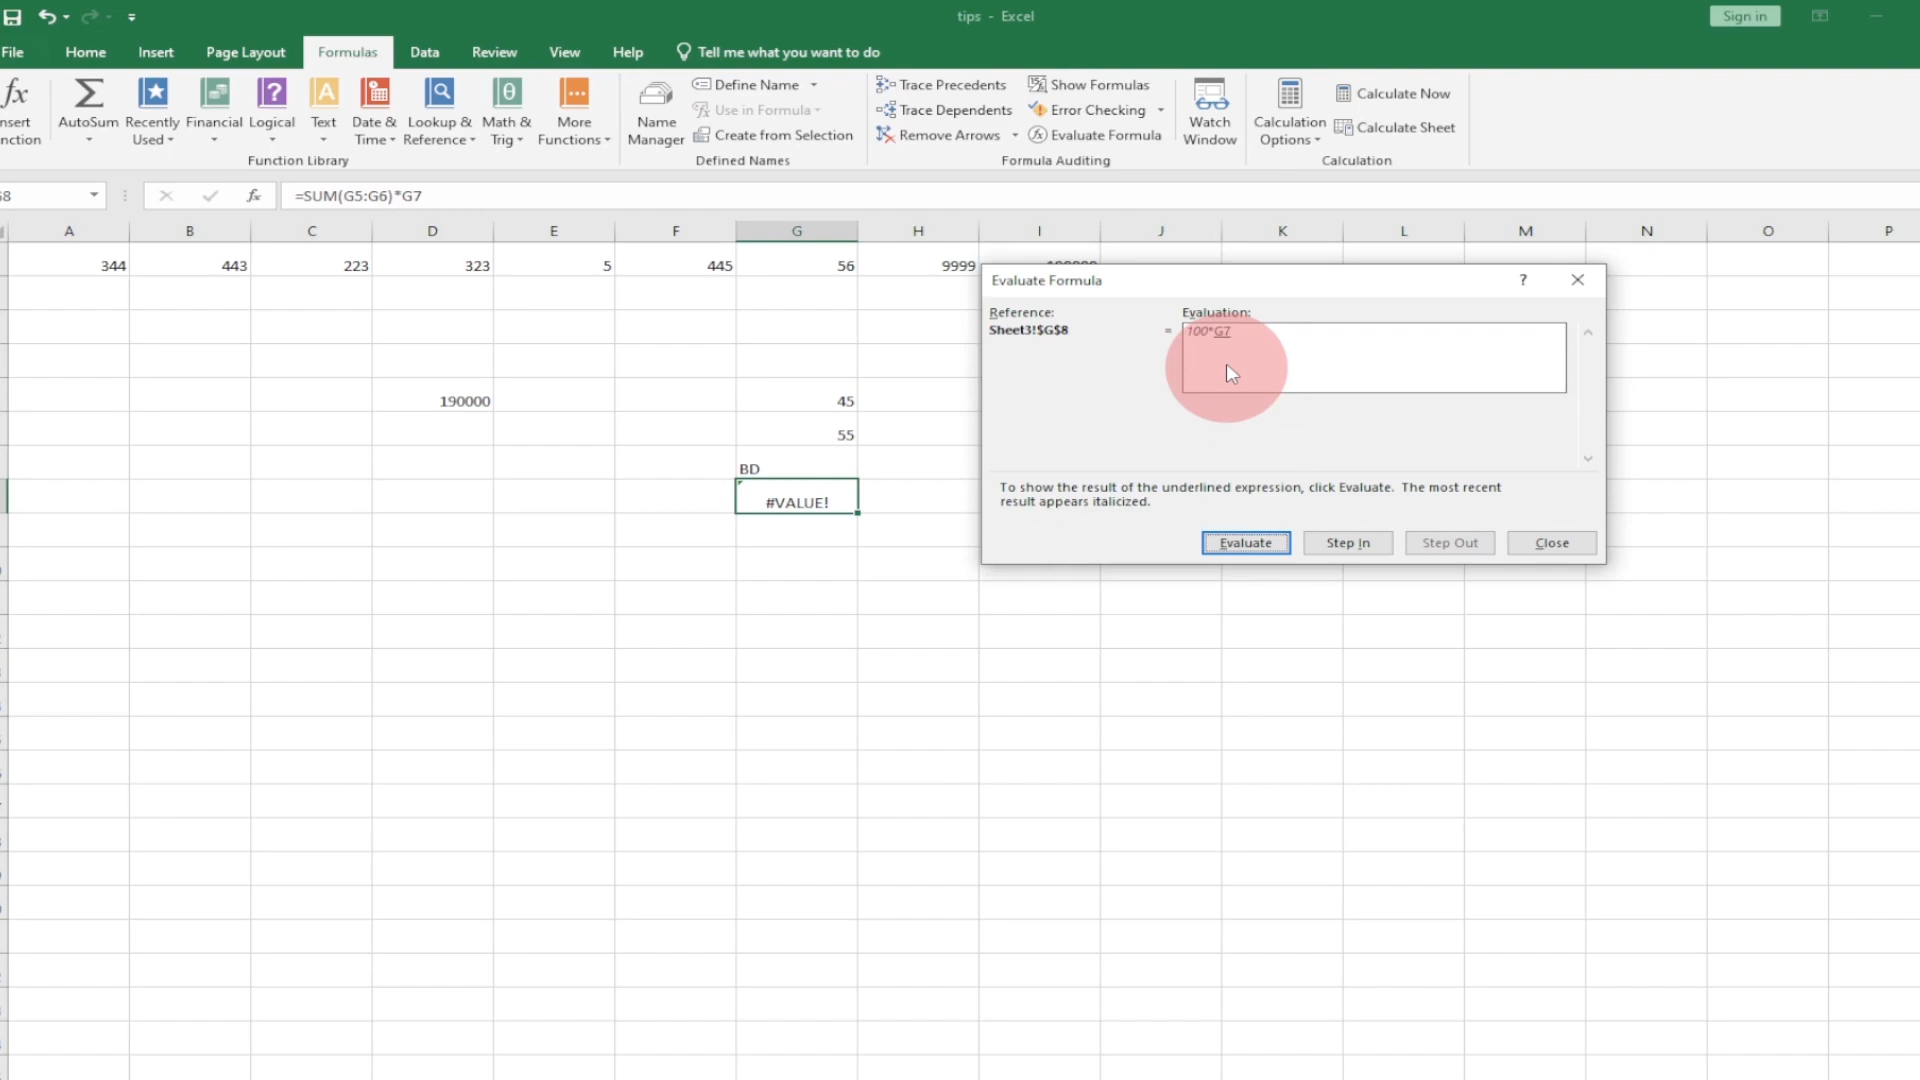 tips - Excel
Sign in
File Home Insert Page Layout Formulas Data Review View Help Tell me what you want to do
fx
AutoSum Recently Used Financial Logical Text Date & Time Lookup & Reference Math & Trig More Functions
Function Library
Name Manager
Define Name
Use in Formula
Create from Selection
Defined Names
Trace Precedents
Trace Dependents
Remove Arrows
Show Formulas
Error Checking
Evaluate Formula
Formula Auditing
Watch Window
Calculation Options
Calculate Now
Calculate Sheet
Calculation
fx =SUM(G5:G6)*G7
A B C D E F G H I J K L M N O P
344 443 223 323 5 445 56 9999
190000 45
55
BD
#VALUE!
Evaluate Formula ?
Reference: Evaluation:
Sheet3!$G$8 = 100*G7
To show the result of the underlined expression, click Evaluate. The most recent
result appears italicized.
Evaluate Step In Step Out Close